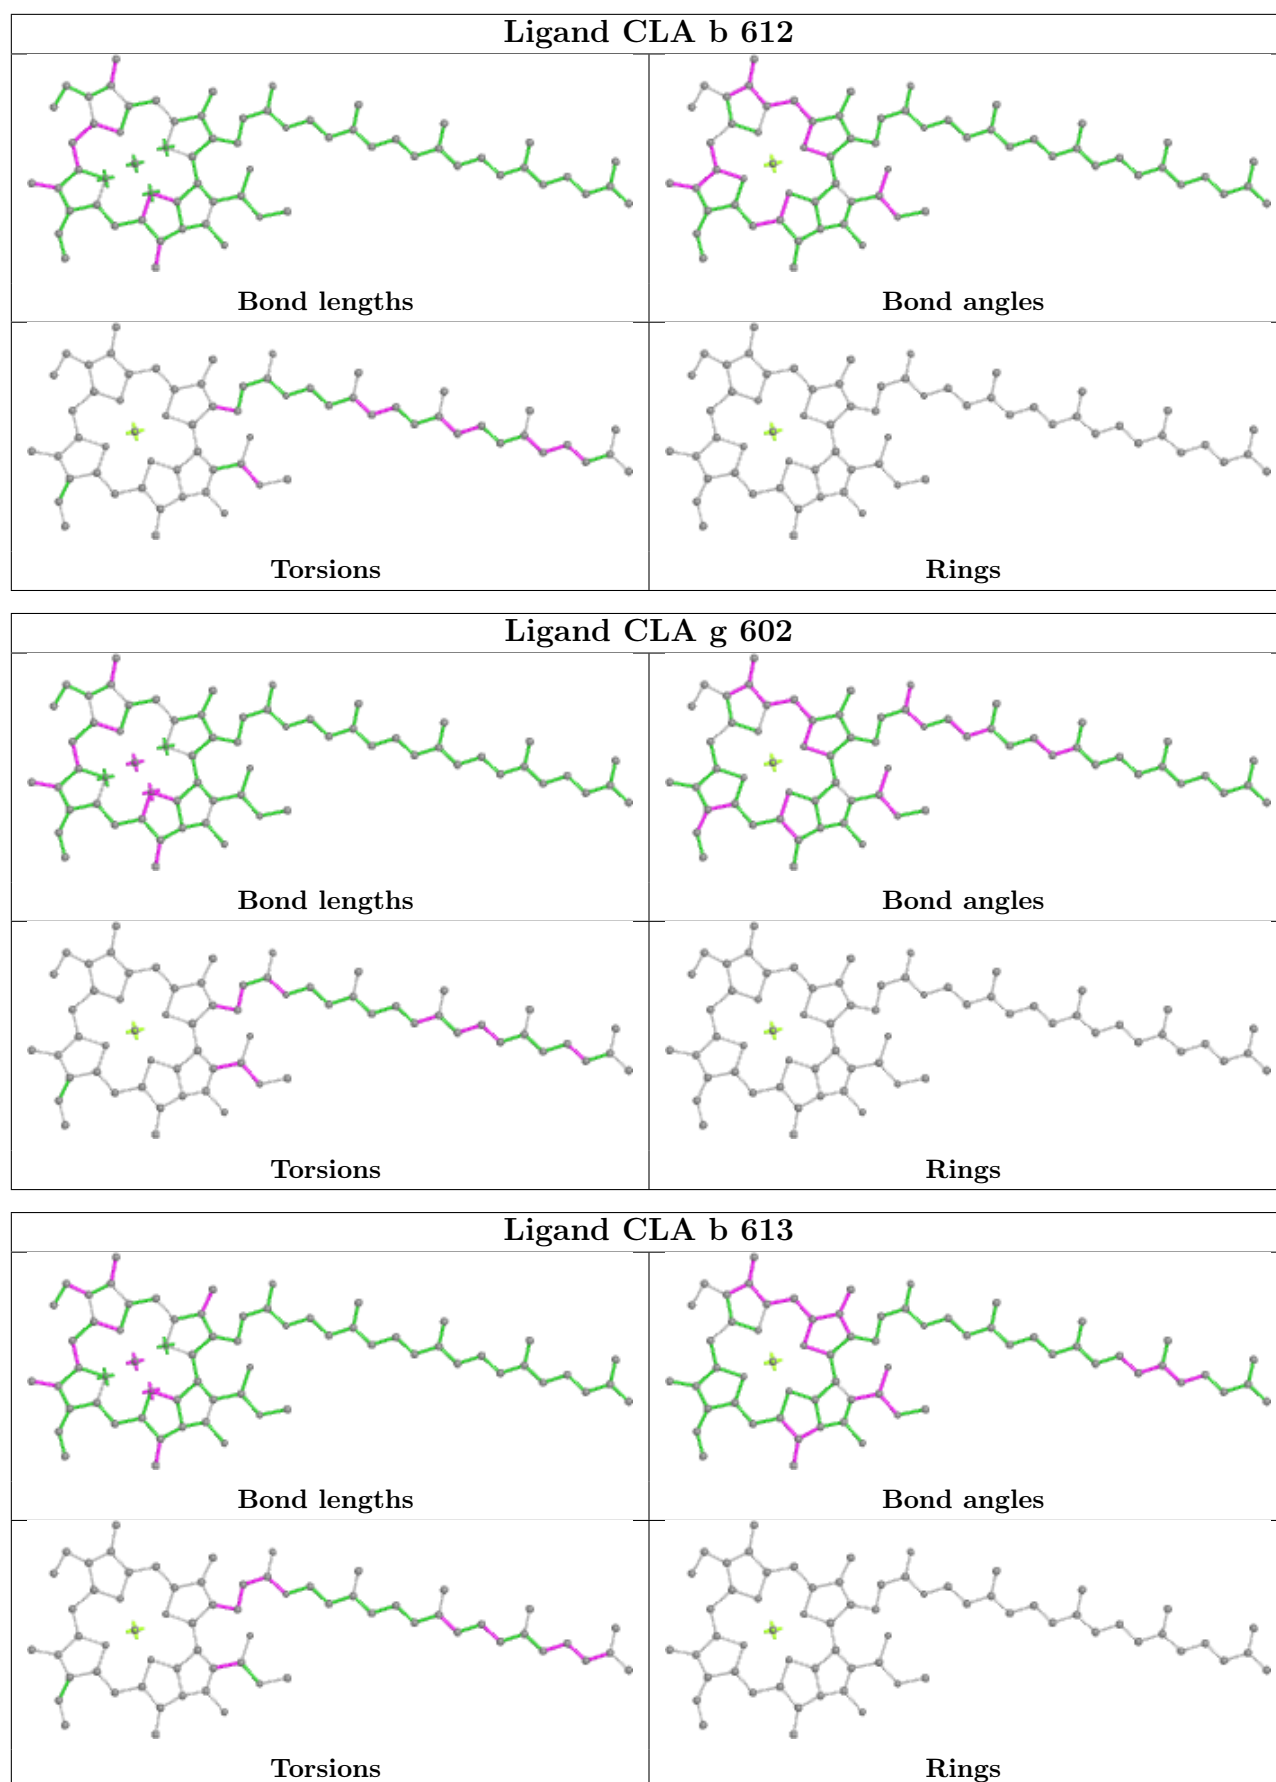 Ligand CLA b 612
Bond lengths
Bond angles
Torsions
Rings
Ligand CLA g 602
Bond lengths
Bond angles
Torsions
Rings
Ligand CLA b 613
Bond lengths
Bond angles
Torsions
Rings